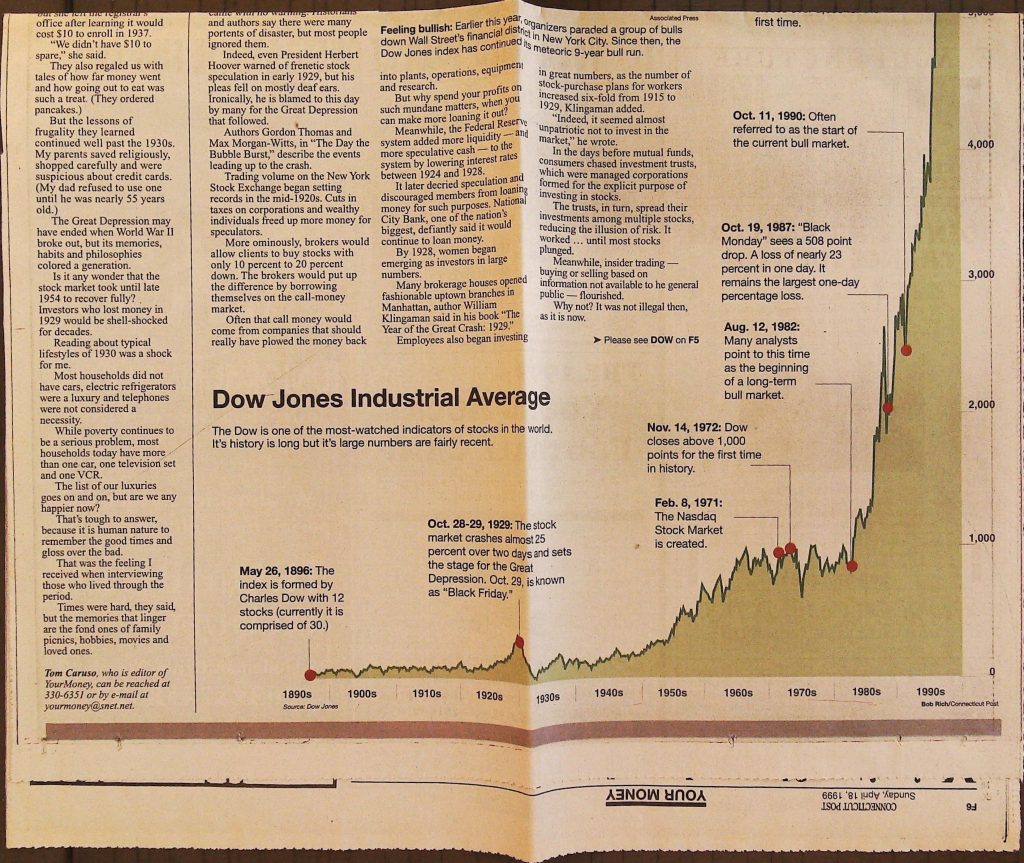 but she left the registrar's
office after learning it would
cost $10 to enroll in 1937.
"We didn't have $10 to
spare," she said.
They also regaled us with
tales of how far money went
and how going out to eat was
such a treat. (They ordered
pancakes.)
But the lessons of
frugality they learned
continued well past the 1930s.
My parents saved religiously,
shopped carefully and were
suspicious about credit cards.
(My dad refused to use one
until he was nearly 55 years
old.)
The Great Depression may
have ended when World War II
broke out, but its memories,
habits and philosophies
colored a generation.
Is it any wonder that the
stock market took until late
1954 to recover fully?
Investors who lost money in
1929 would be shell-shocked
for decades.
Reading about typical
lifestyles of 1930 was a shock
for me.
Most households did not
have cars, electric refrigerators
were a luxury and telephones
were not considered a
necessity.
While poverty continues to
be a serious problem, most
households today have more
than one car, one television set
and one VCR.
The list of our luxuries
goes on and on, but are we any
happier now?
That's tough to answer,
because it is human nature to
remember the good times and
gloss over the bad.
That was the feeling I
received when interviewing
those who lived through the
period.
Times were hard, they said,
but the memories that linger
are the fond ones of family
picnics, hobbies, movies and
loved ones.
Tom Caruso, who is editor of
YourMoney, can be reached at
330-6351 or by e-mail at
yourmoney@snet.net.
came with no warning. Historians
and authors say there were many
portents of disaster, but most people
ignored them.
Indeed, even President Herbert
Hoover warned of frenetic stock
speculation in early 1929, but his
pleas fell on mostly deaf ears.
Ironically, he is blamed to this day
by many for the Great Depression
that followed.
Authors Gordon Thomas and
Max Morgan-Witts, in "The Day the
Bubble Burst," describe the events
leading up to the crash.
Trading volume on the New York
Stock Exchange began setting
records in the mid-1920s. Cuts in
taxes on corporations and wealthy
individuals freed up more money for
speculators.
More ominously, brokers would
allow clients to buy stocks with
only 10 percent to 20 percent
down. The brokers would put up
the difference by borrowing
themselves on the call-money
market.
Often that call money would
come from companies that should
really have plowed the money back
Associated Press
Feeling bullish: Earlier this year, organizers paraded a group of bulls
down Wall Street's financial district in New York City. Since then, the
Dow Jones index has continued its meteoric 9-year bull run.
into plants, operations, equipment
and research.
But why spend your profits on
such mundane matters, when you
can make more loaning it out?
Meanwhile, the Federal Reserve
system added more liquidity — and
more speculative cash — to the
system by lowering interest rates
between 1924 and 1928.
It later decried speculation and
discouraged members from loaning
money for such purposes. National
City Bank, one of the nation's
biggest, defiantly said it would
continue to loan money.
By 1928, women began
emerging as investors in large
numbers.
Many brokerage houses opened
fashionable uptown branches in
Manhattan, author William
Klingaman said in his book "The
Year of the Great Crash: 1929."
Employees also began investing
in great numbers, as the number of
stock-purchase plans for workers
increased six-fold from 1915 to
1929, Klingaman added.
"Indeed, it seemed almost
unpatriotic not to invest in the
market," he wrote.
In the days before mutual funds,
consumers chased investment trusts,
which were managed corporations
formed for the explicit purpose of
investing in stocks.
The trusts, in turn, spread their
investments among multiple stocks,
reducing the illusion of risk. It
worked ... until most stocks
plunged.
Meanwhile, insider trading —
buying or selling based on
information not available to the general
public — flourished.
Why not? It was not illegal then,
as it is now.
➤ Please see DOW on F5
Dow Jones Industrial Average
The Dow is one of the most-watched indicators of stocks in the world.
It's history is long but it's large numbers are fairly recent.
May 26, 1896: The
index is formed by
Charles Dow with 12
stocks (currently it is
comprised of 30.)
Oct. 28-29, 1929: The stock
market crashes almost 25
percent over two days and sets
the stage for the Great
Depression. Oct. 29, is known
as "Black Friday."
Feb. 8, 1971:
The Nasdaq
Stock Market
is created.
Nov. 14, 1972: Dow
closes above 1,000
points for the first time
in history.
Aug. 12, 1982:
Many analysts
point to this time
as the beginning
of a long-term
bull market.
Oct. 19, 1987: "Black
Monday" sees a 508 point
drop. A loss of nearly 23
percent in one day. It
remains the largest one-day
percentage loss.
Oct. 11, 1990: Often
referred to as the start of
the current bull market.
first time.
5,000
4,000
3,000
2,000
1,000
0
1890s 1900s 1910s 1920s 1930s 1940s 1950s 1960s 1970s 1980s 1990s
Source: Dow Jones
Bob Rich/Connecticut Post
YOUR MONEY
CONNECTICUT POST
Sunday, April 18, 1999
F6